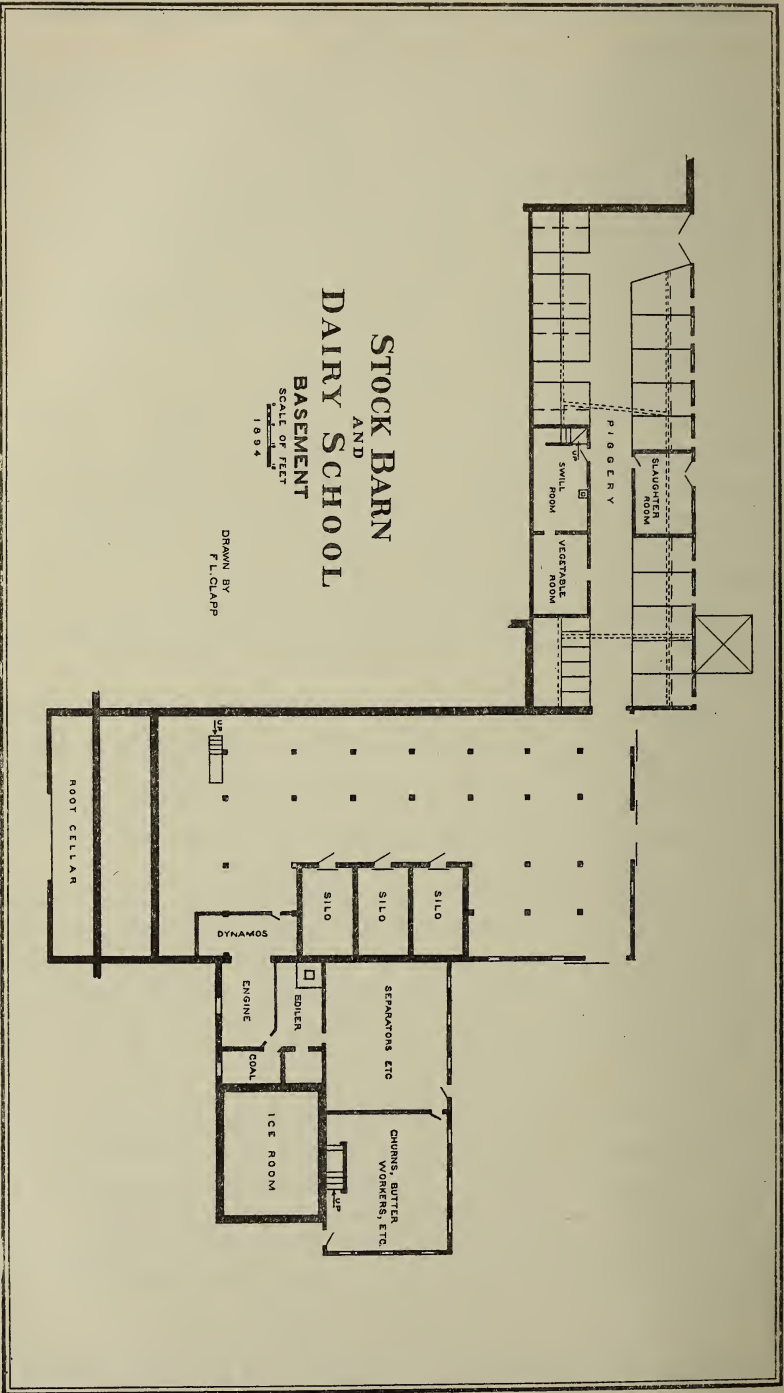 STOCK BARN
AND
DAIRY SCHOOL
BASEMENT
SCALE OF FEET
1894
DRAWN BY
F L. CLAPP
PIGGERY
SLAUGHTER
ROOM
UP
SWILL
ROOM
VEGETABLE
ROOM
UP
ROOT CELLAR
SILO
SILO
SILO
DYNAMOS
ENGINE
BOILER
COAL
SEPARATORS ETC
ICE ROOM
CHURNS, BUTTER
WORKERS, ETC.
UP